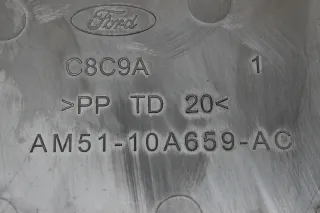 Ford
C8C9A 1
>PP TD 20<
AM51-10A659-AC